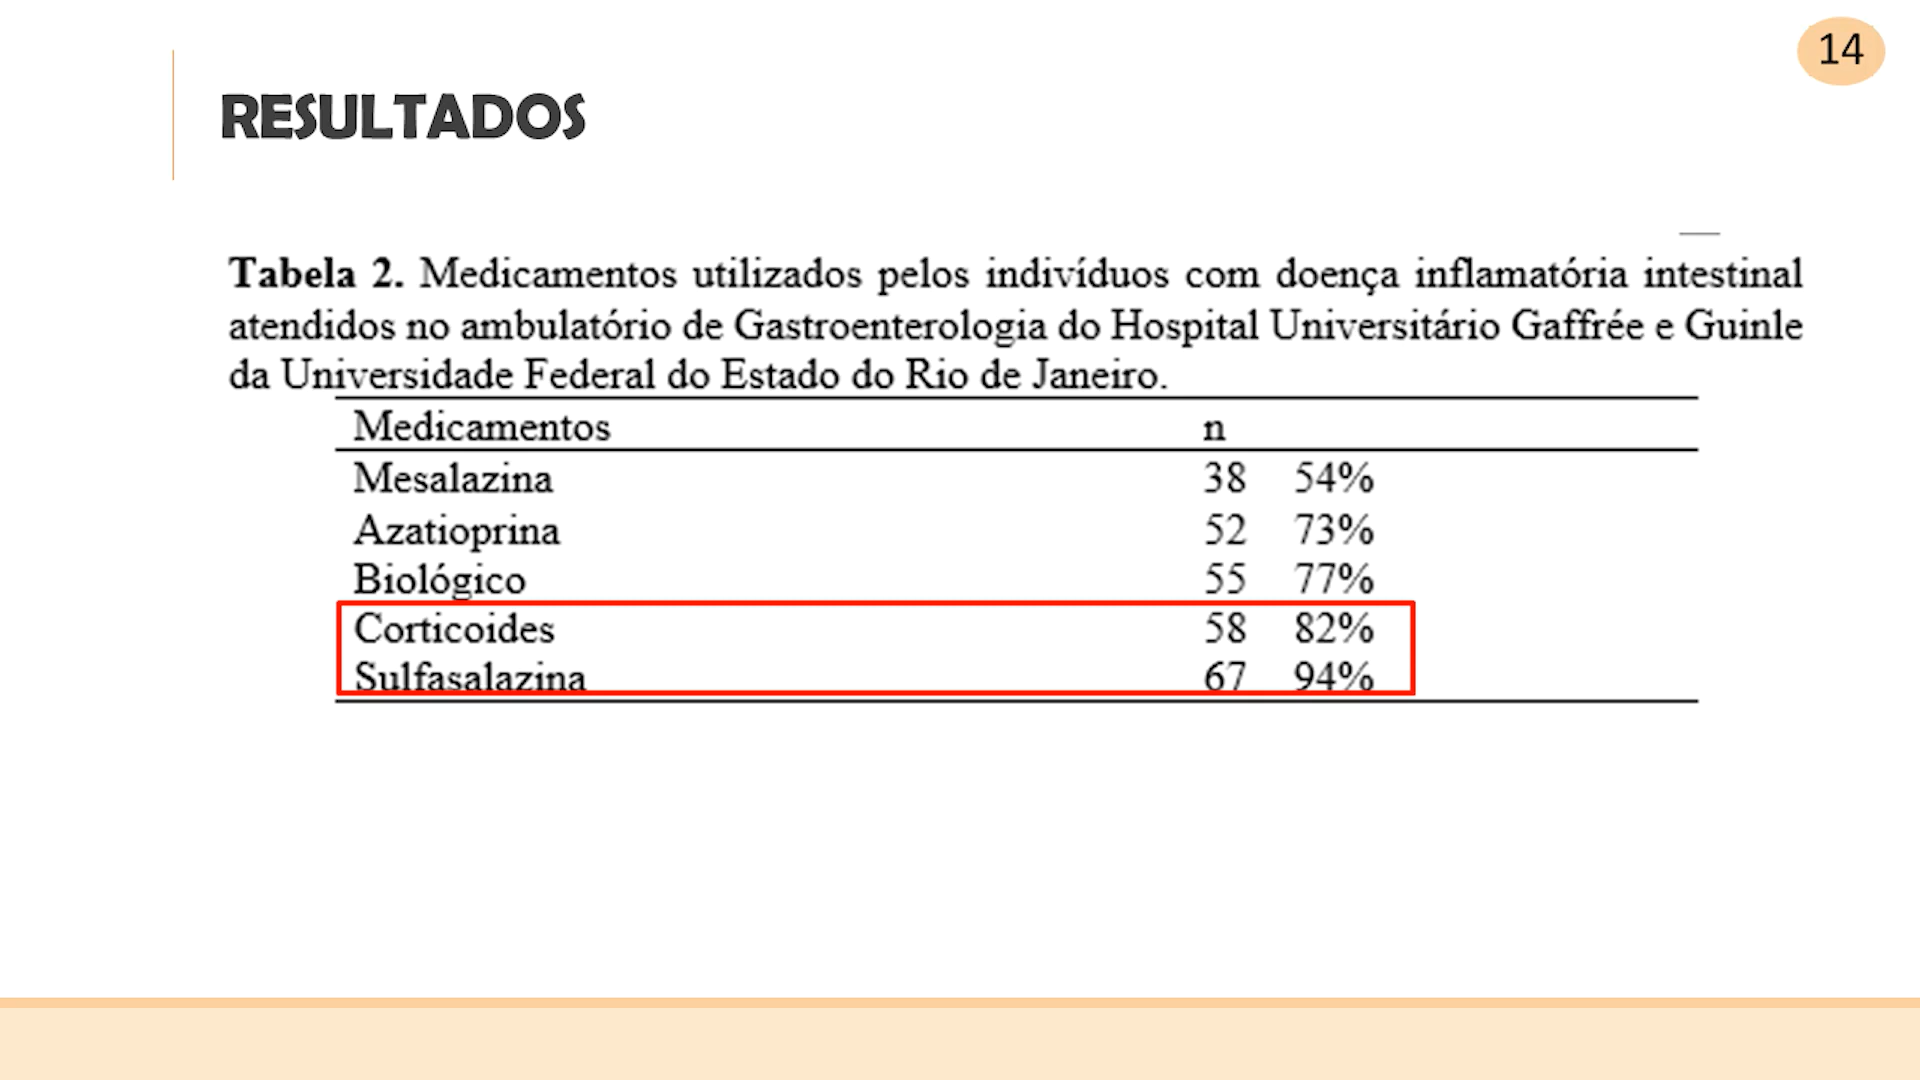 14
RESULTADOS
Tabela 2. Medicamentos utilizados pelos indivíduos com doença inflamatória intestinal
atendidos no ambulatório de Gastroenterologia do Hospital Universitário Gaffrée e Guinle
da Universidade Federal do Estado do Rio de Janeiro.
Medicamentos n
Mesalazina 38 54%
Azatioprina 52 73%
Biológico 55 77%
Corticoides 58 82%
Sulfasalazina 67 94%